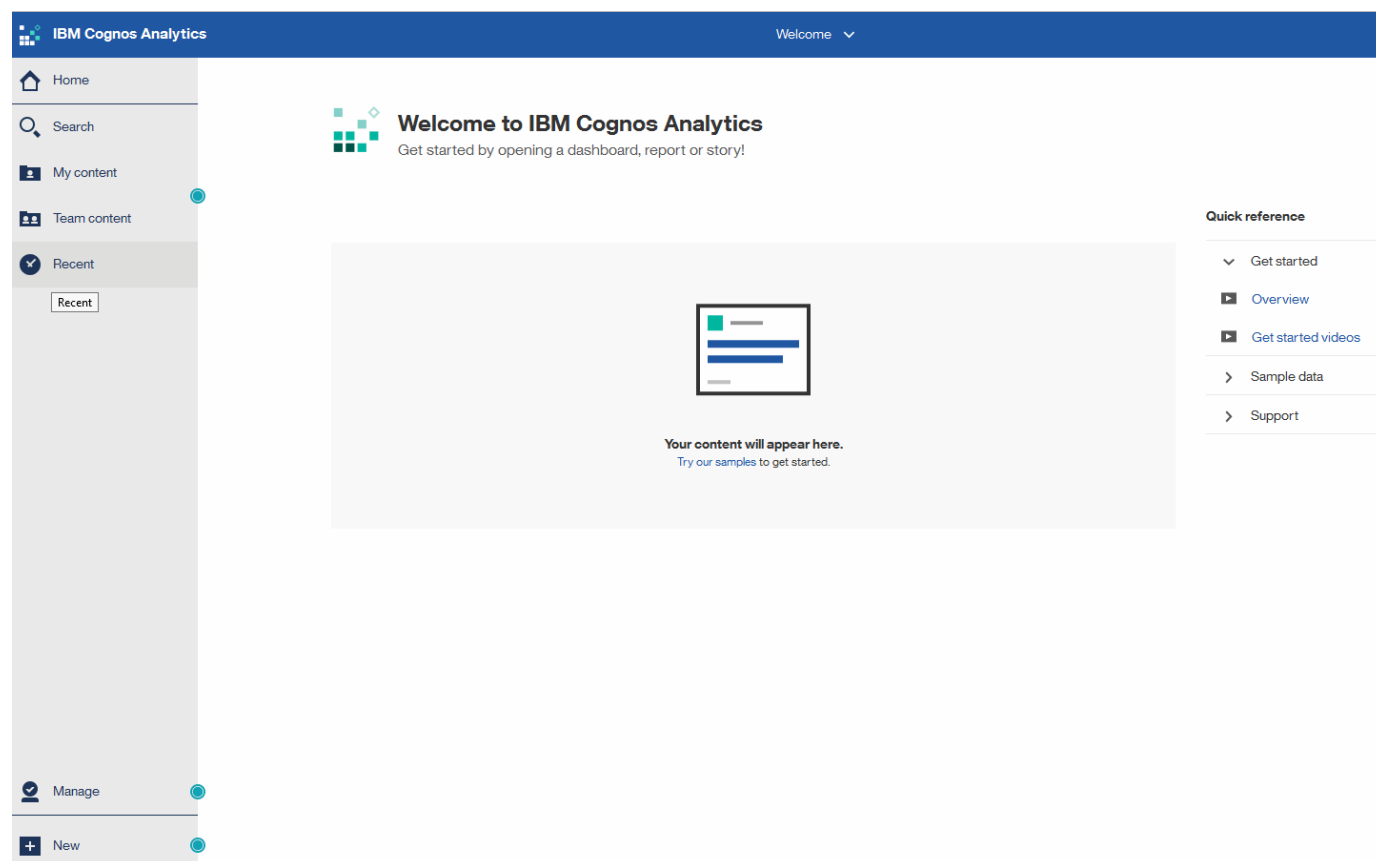 IBM Cognos Analytics
Welcome
Home
Search
My content
Team content
Recent
Recent
Manage
New
Welcome to IBM Cognos Analytics
Get started by opening a dashboard, report or story!
Your content will appear here.
Try our samples to get started.
Quick reference
Get started
Overview
Get started videos
Sample data
Support